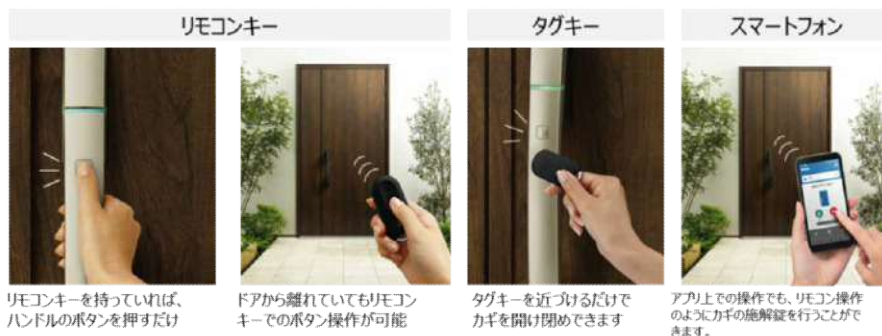 リモコンキー
タグキー
スマートフォン
リモコンキーを持っていれば、
ハンドルのボタンを押すだけ
ドアから離れていてもリモコン
キーでのボタン操作が可能
タグキーを近づけるだけで
カギを開け閉めできます
アプリ上での操作でも、リモコン操作
のようにカギの施解錠を行うことがで
きます。